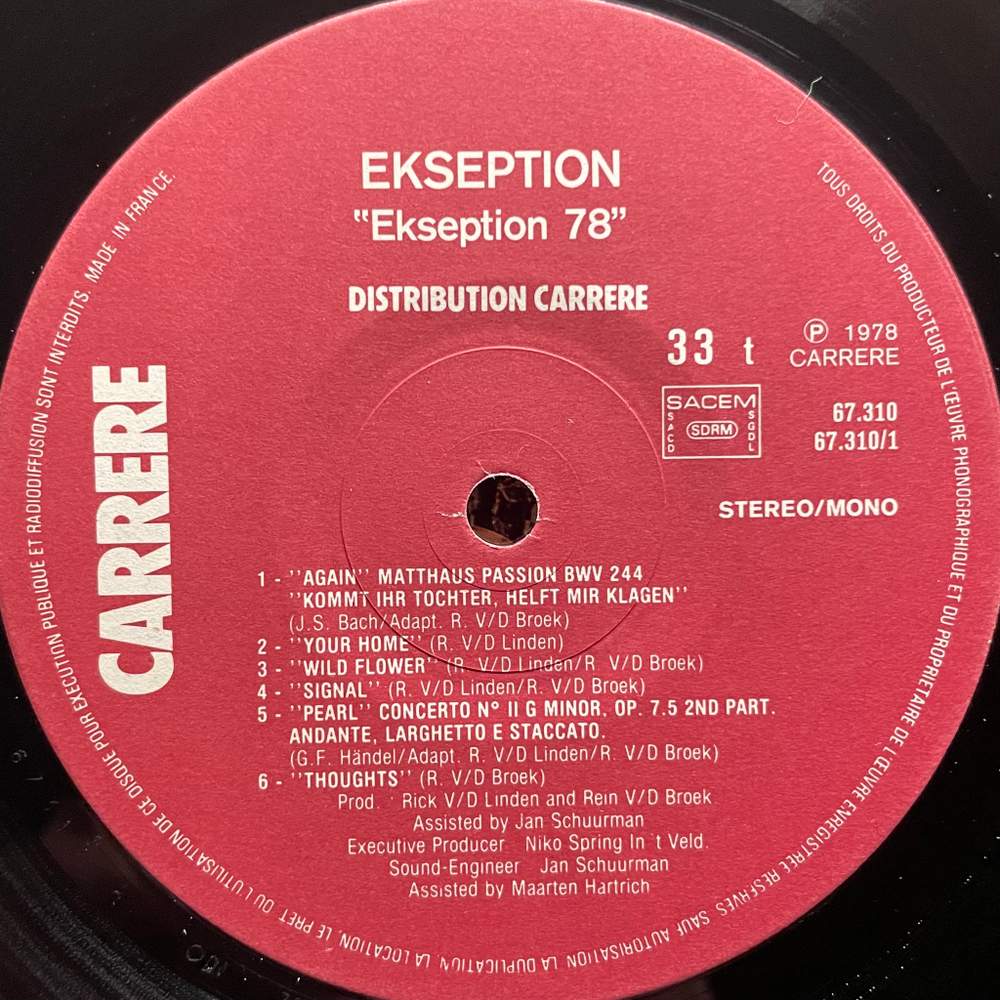 EKSEPTION
"Ekseption 78"
DISTRIBUTION CARRERE
33 t
Ⓟ 1978
CARRERE
SACEM
SACD
SDRM
SGDL
67.310
67.310/1
STEREO/MONO
CARRERE
1 - ''AGAIN'' MATTHAUS PASSION BWV 244
''KOMMT IHR TOCHTER, HELFT MIR KLAGEN''
(J.S. Bach/Adapt. R. V/D Broek)
2 - ''YOUR HOME'' (R. V/D Linden)
3 - ''WILD FLOWER'' (R. V/D Linden/R. V/D Broek)
4 - ''SIGNAL'' (R. V/D Linden/R. V/D Broek)
5 - ''PEARL'' CONCERTO N° II G MINOR, OP. 7.5 2ND PART.
ANDANTE, LARGHETTO E STACCATO.
(G.F. Händel/Adapt. R. V/D Linden/R. V/D Broek)
6 - ''THOUGHTS'' (R. V/D Broek)
Prod. Rick V/D Linden and Rein V/D Broek
Assisted by Jan Schuurman
Executive Producer Niko Spring In 't Veld.
Sound-Engineer Jan Schuurman
Assisted by Maarten Hartrich
TOUS DROITS DU PRODUCTEUR DE L'ŒUVRE PHONOGRAPHIQUE ET DU PROPRIETAIRE DE L'ŒUVRE ENREGISTREE RESERVES SAUF AUTORISATION LA DUPLICATION, LA LOCATION, LE PRET OU L'UTILISATION DE CE DISQUE POUR EXECUTION PUBLIQUE ET RADIODIFFUSION SONT INTERDITS. MADE IN FRANCE.